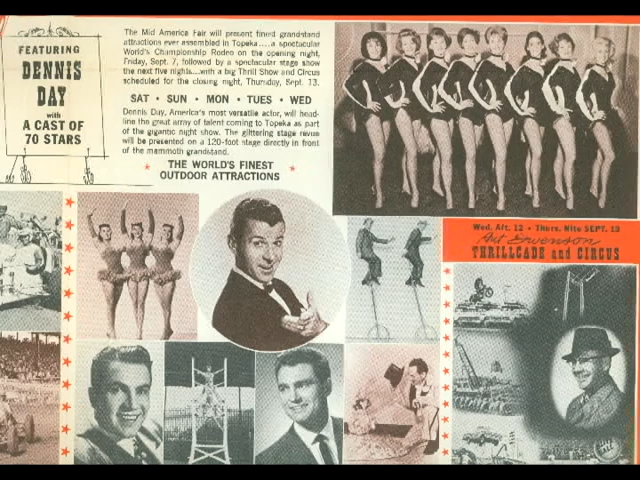 FEATURING
DENNIS
DAY
with
A CAST OF
70 STARS
The Mid America Fair will present finest grandstand
attractions ever assembled in Topeka....a spectacular
World's Championship Rodeo on the opening night,
Friday, Sept. 7, followed by a spectacular stage show
the next five nights...with a big Thrill Show and Circus
scheduled for the closing night, Thursday, Sept. 13.
SAT • SUN • MON • TUES • WED
Dennis Day, America's most versatile actor, will head-
line the great array of talent coming to Topeka as part
of the gigantic night show. The glittering stage revue
will be presented on a 120-foot stage directly in front
of the mammoth grandstand.
THE WORLD'S FINEST
OUTDOOR ATTRACTIONS
Wed. Aft. 12 • Thurs. Nite SEPT. 13
Art Swenson
THRILLCADE and CIRCUS